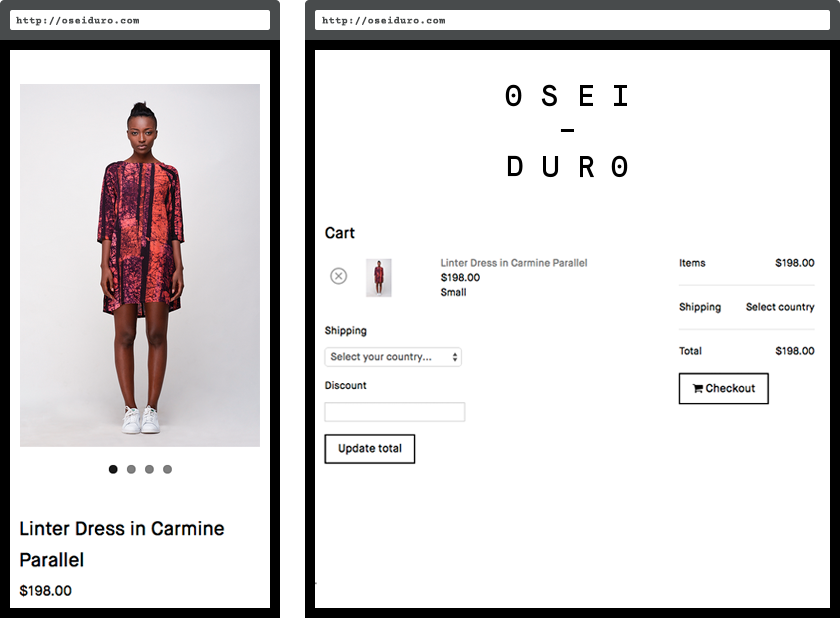 http://oseiduro.com
Linter Dress in Carmine
Parallel
$198.00
http://oseiduro.com
OSEI
–
DURO
Cart
Linter Dress in Carmine Parallel
$198.00
Small
Shipping
Select your country...
Discount
Update total
Items $198.00
Shipping Select country
Total $198.00
Checkout